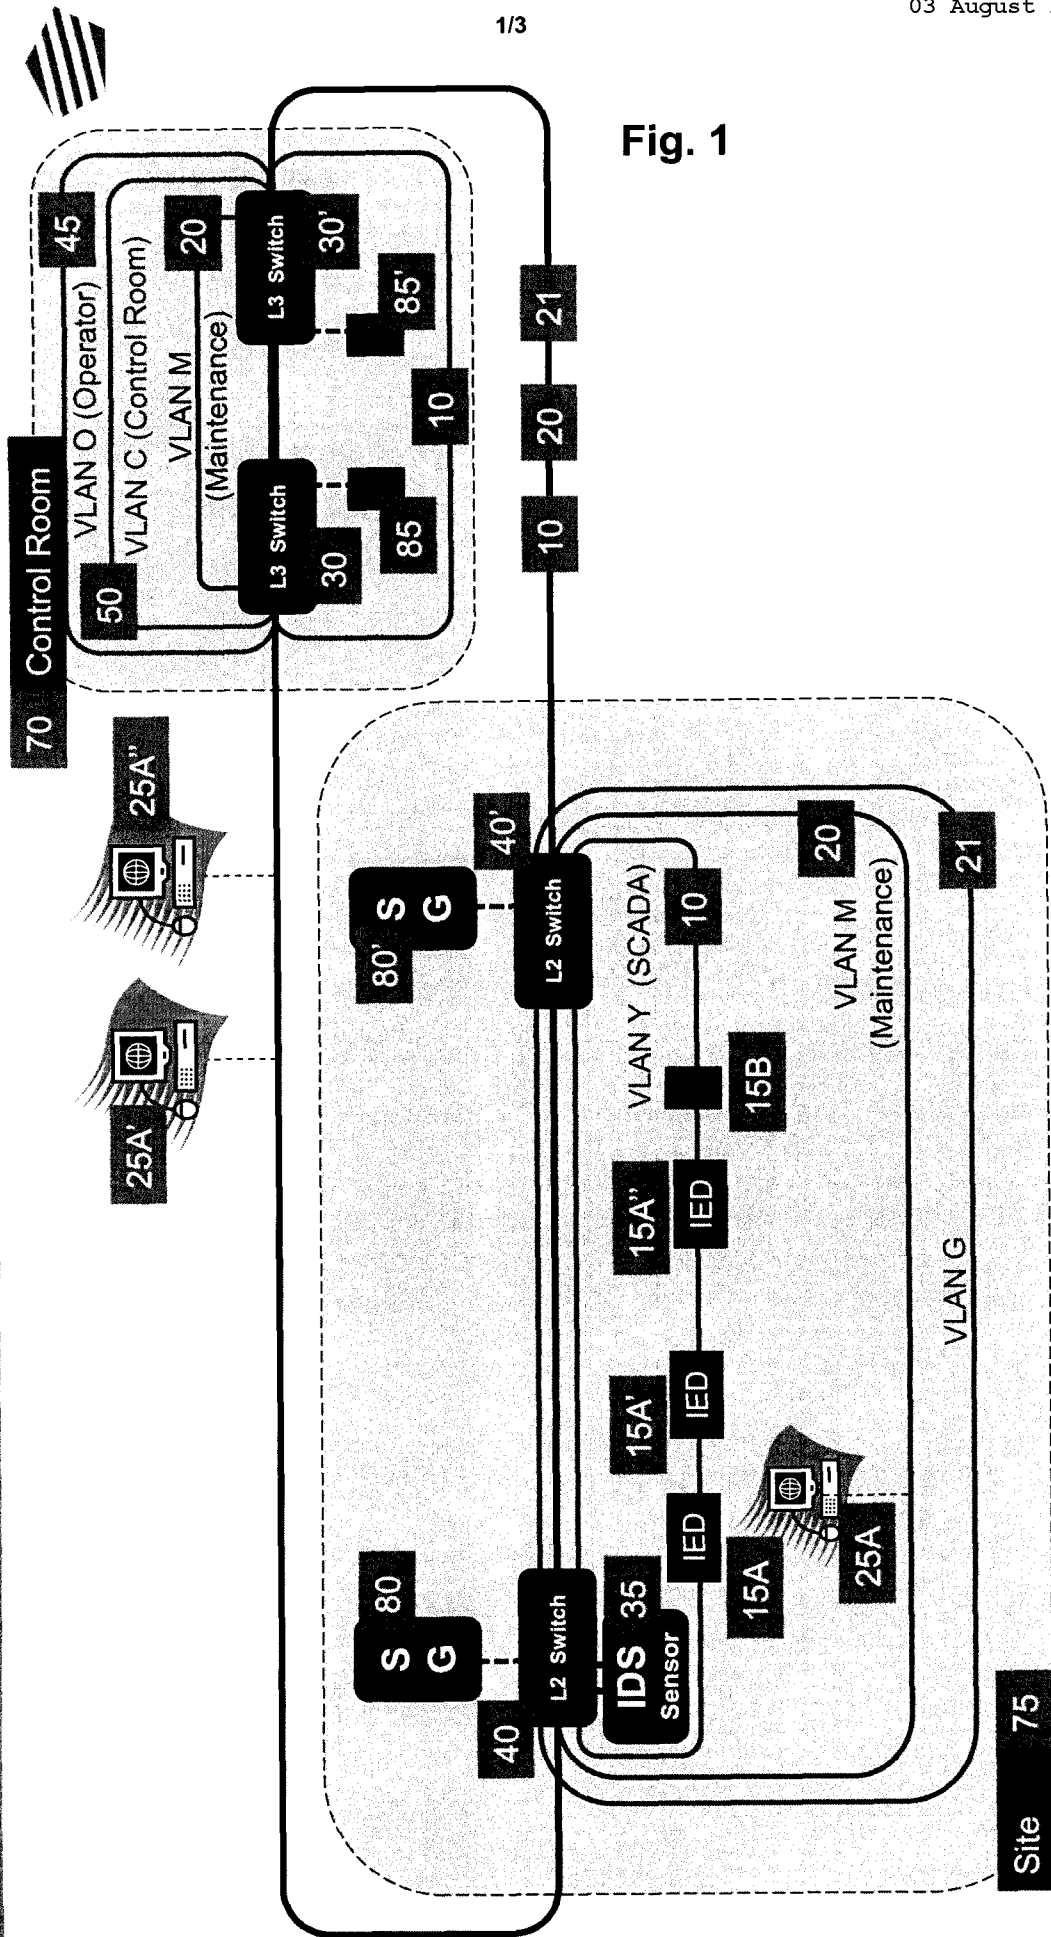 03 August
1/3
Fig. 1
70 Control Room
45
VLAN O (Operator)
50
VLAN C (Control Room)
20
VLAN M
(Maintenance)
L3 Switch
30
L3 Switch
30'
85
85'
10
10
20
21
25A'
25A"
Site 75
80
S
G
80'
S
G
40
L2 Switch
40'
L2 Switch
IDS
Sensor
35
VLAN Y (SCADA)
10
15A
IED
15A'
IED
15A"
IED
15B
25A
VLAN M
(Maintenance)
20
VLAN G
21